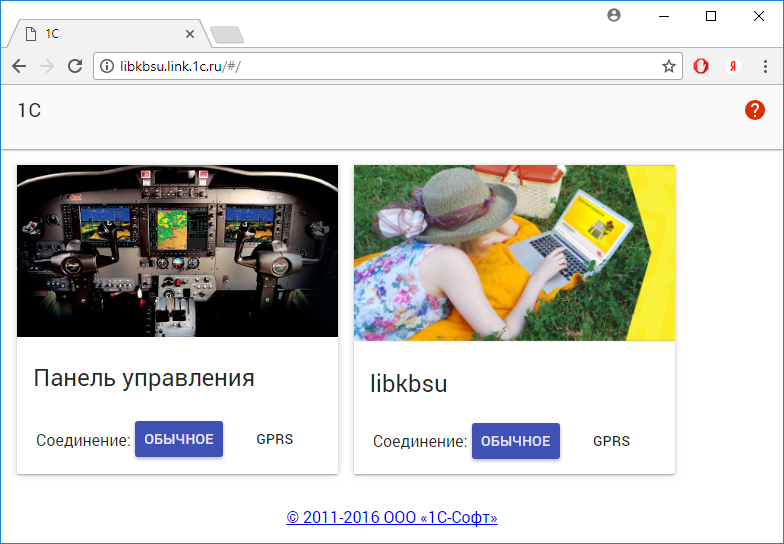 1C
libkbsu.link.1c.ru/#/
Я
1С
?
Панель управления
Соединение: ОБЫЧНОЕ GPRS
libkbsu
Соединение: ОБЫЧНОЕ GPRS
© 2011-2016 ООО «1С-Софт»